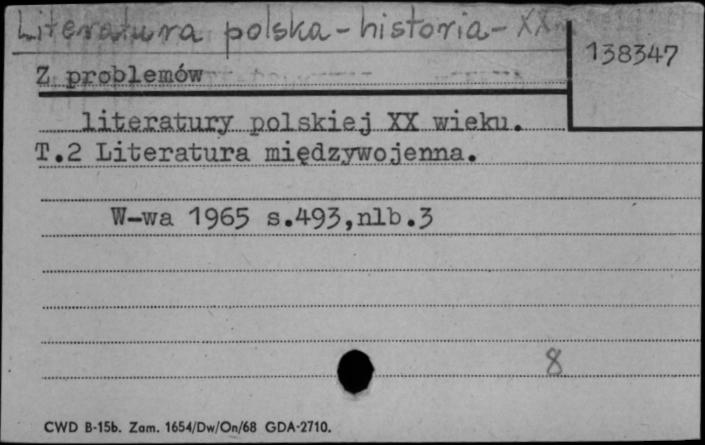 Literatura polska - historia - XX
138347
Z problemów
literatury polskiej XX wieku.
T.2 Literatura międzywojenna.
W-wa 1965 s.493,nlb.3
8
CWD B-15b. Zam. 1654/Dw/On/68 GDA-2710.